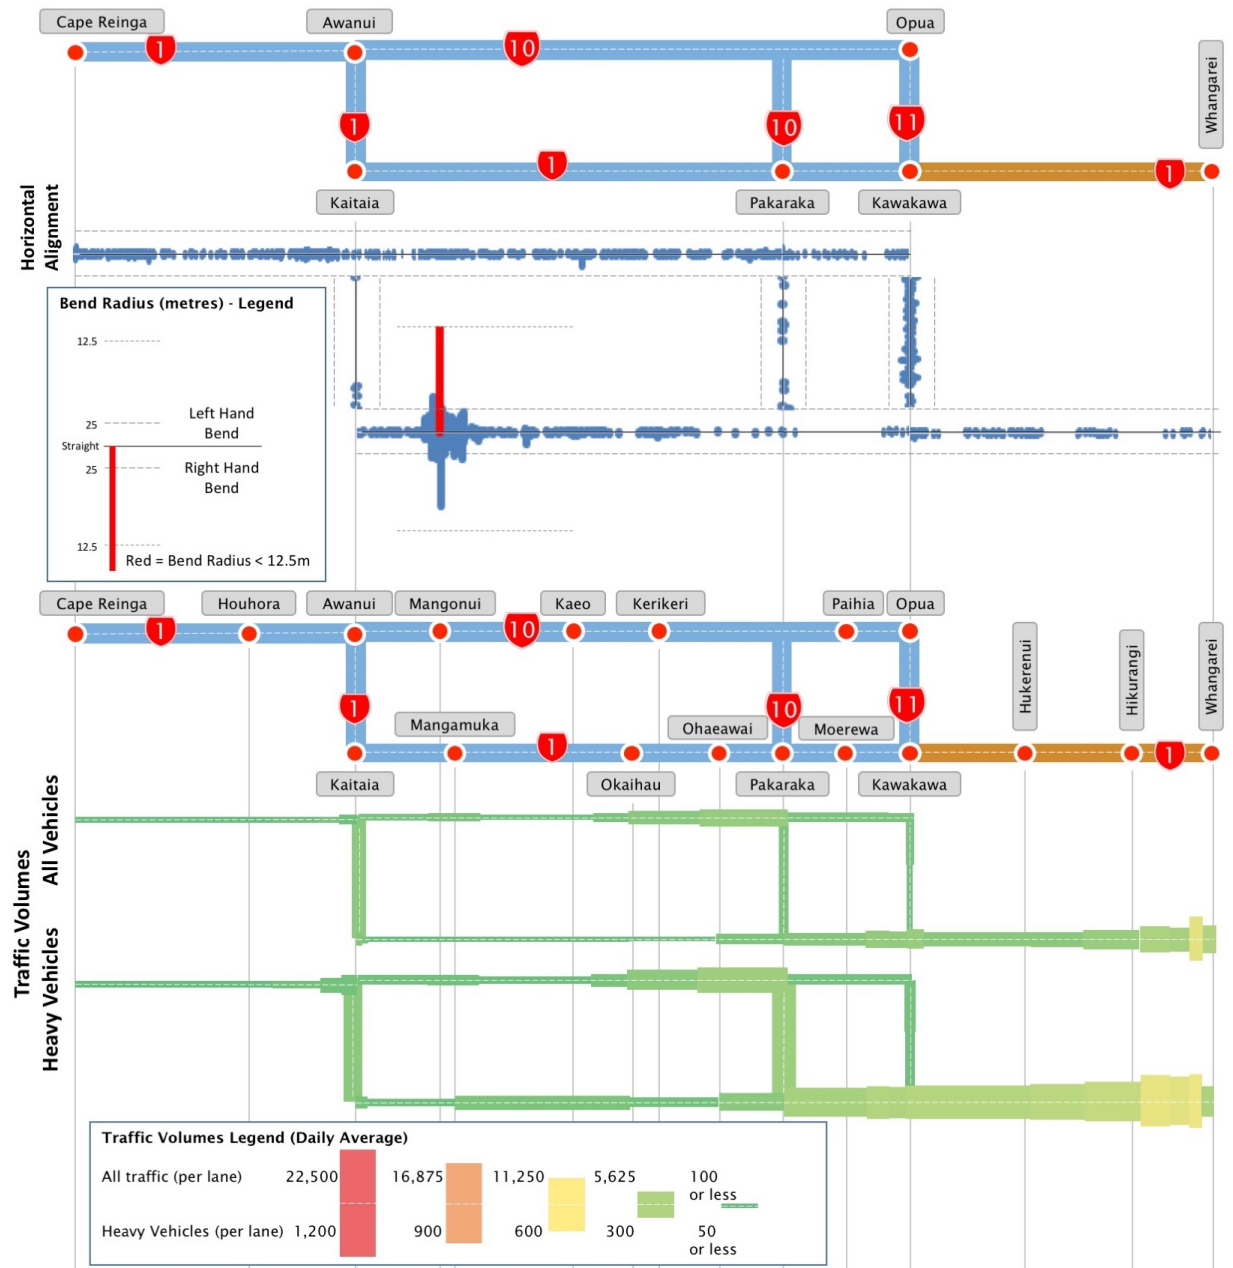 Cape Reinga
Awanui
Opua
Whangarei
1
10
1
10
11
1
1
Kaitaia
Pakaraka
Kawakawa
Horizontal
Alignment
Bend Radius (metres) - Legend
12.5
25
Left Hand
Bend
Straight
25
Right Hand
Bend
12.5
Red = Bend Radius < 12.5m
Cape Reinga
Houhora
Awanui
Mangonui
Kaeo
Kerikeri
Paihia
Opua
1
10
Hukerenui
Hikurangi
Whangarei
1
10
11
Mangamuka
Ohaeawai
Moerewa
1
1
Kaitaia
Okaihau
Pakaraka
Kawakawa
Traffic Volumes
All Vehicles
Heavy Vehicles
Traffic Volumes Legend (Daily Average)
All traffic (per lane) 22,500 16,875 11,250 5,625 100
or less
Heavy Vehicles (per lane) 1,200 900 600 300 50
or less